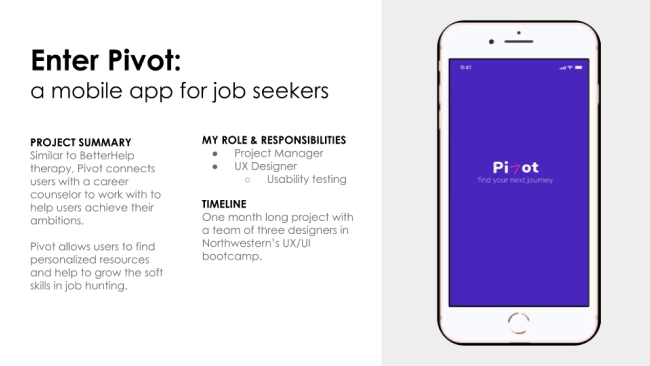 Enter Pivot:
a mobile app for job seekers
PROJECT SUMMARY
Similar to BetterHelp
therapy, Pivot connects
users with a career
counselor to work with to
help users achieve their
ambitions.
Pivot allows users to find
personalized resources
and help to grow the soft
skills in job hunting.
MY ROLE & RESPONSIBILITIES
● Project Manager
● UX Designer
○ Usability testing
TIMELINE
One month long project with
a team of three designers in
Northwestern's UX/UI
bootcamp.
9:41
Pivot
find your next journey